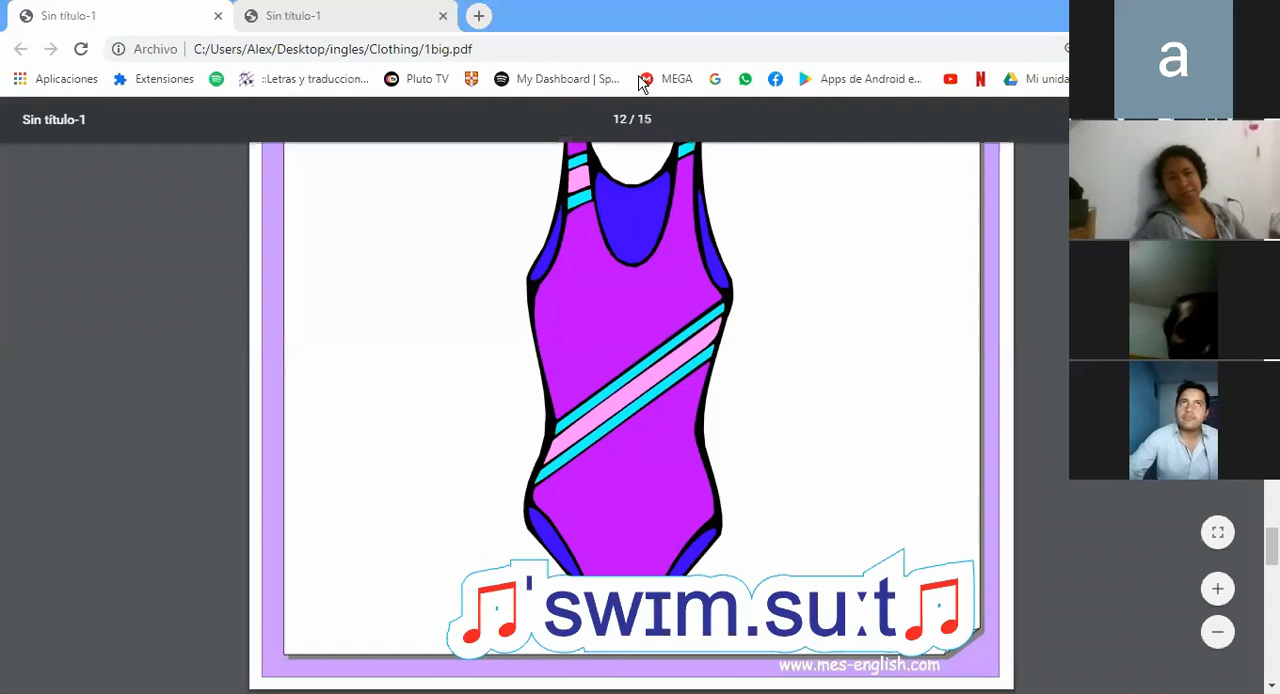 Sin título-1
Sin título-1
Archivo C:/Users/Alex/Desktop/ingles/Clothing/1big.pdf
Aplicaciones Extensiones ::Letras y traduccion... Pluto TV My Dashboard | Sp... MEGA Apps de Android e... Mi unida
Sin título-1 12 / 15
a
ˈswɪm.suːt
www.mes-english.com